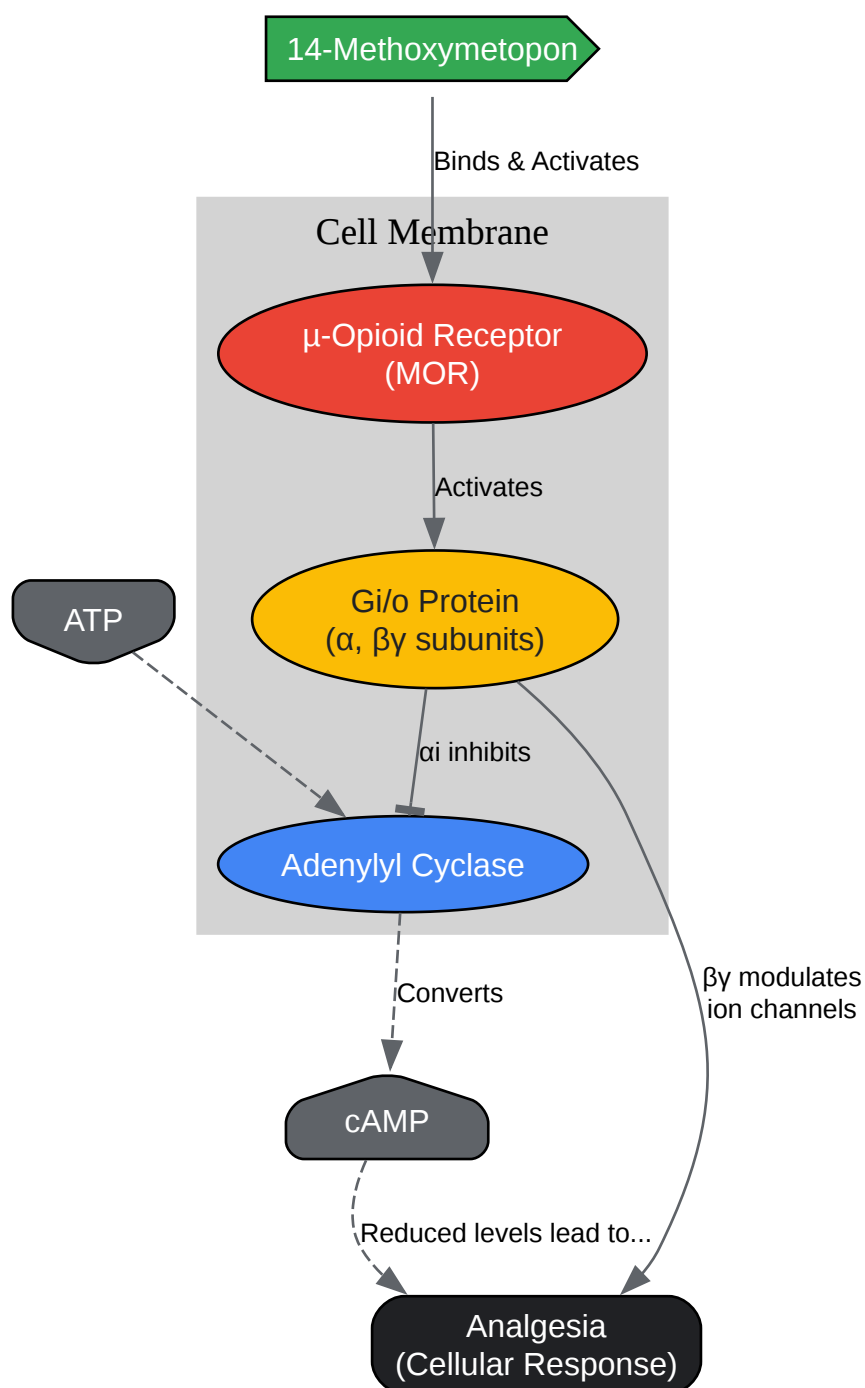 14-Methoxymetopon
Binds & Activates
Cell Membrane
µ-Opioid Receptor
(MOR)
Activates
Gi/o Protein
(α, βγ subunits)
ATP
αi inhibits
Adenylyl Cyclase
βγ modulates
ion channels
Converts
cAMP
Reduced levels lead to...
Analgesia
(Cellular Response)